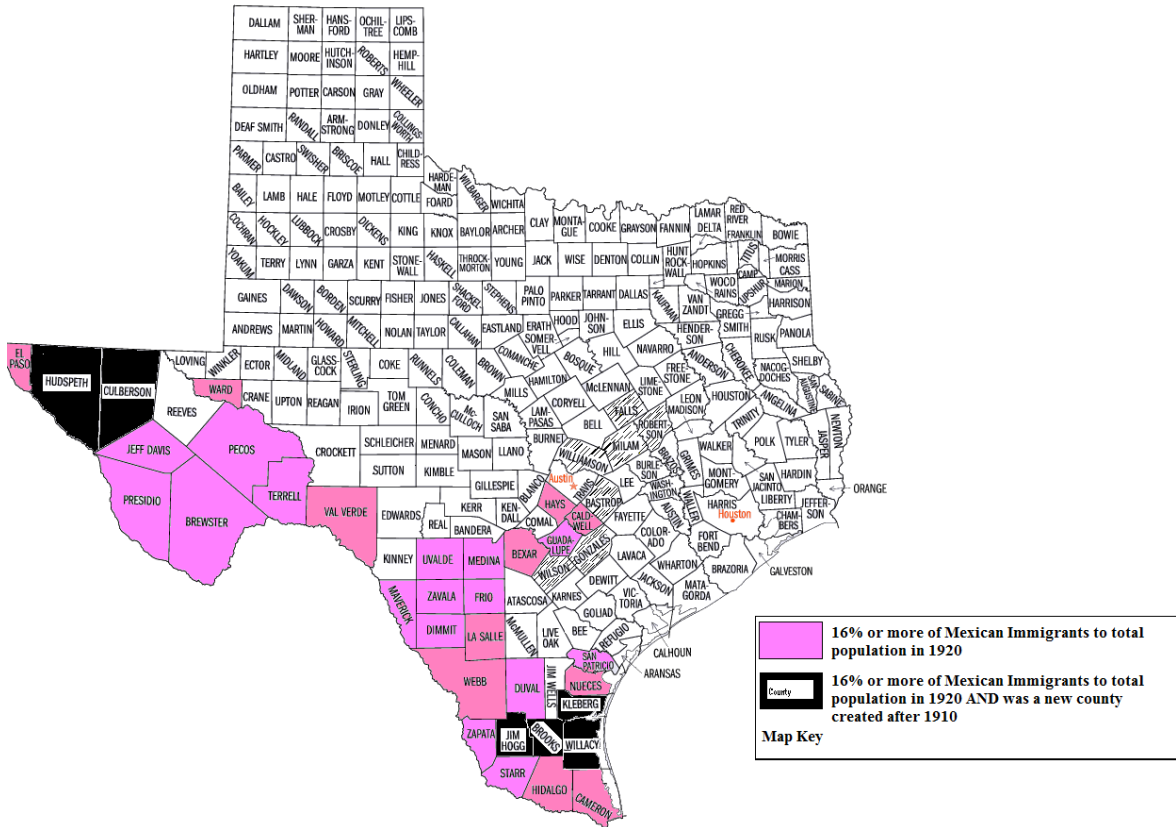 DALLAM
SHER-
MAN
HANS-
FORD
OCHIL-
TREE
LIPS-
COMB
HARTLEY
MOORE
HUTCH-
INSON
ROBERTS
HEMP-
HILL
OLDHAM
POTTER
CARSON
GRAY
WHEELER
DEAF SMITH
RANDALL
ARM-
STRONG
DONLEY
COLLINGS-
WORTH
PARMER
CASTRO
SWISHER
BRISCOE
HALL
CHILD-
RESS
HARDE-
MAN
BAILEY
LAMB
HALE
FLOYD
MOTLEY
COTTLE
FOARD
WILBARGER
WICHITA
CLAY
MONTA-
GUE
COOKE
GRAYSON
FANNIN
LAMAR
DELTA
RED
RIVER
FRANKLIN
TITUS
BOWIE
COCHRAN
HOCKLEY
LUBBOCK
CROSBY
DICKENS
KING
KNOX
BAYLOR
ARCHER
YOAKUM
TERRY
LYNN
GARZA
KENT
STONE-
WALL
HASKELL
THROCK-
MORTON
YOUNG
JACK
WISE
DENTON
COLLIN
HUNT
ROCK-
WALL
HOPKINS
CAMP
MORRIS
CASS
GAINES
DAWSON
BORDEN
SCURRY
FISHER
JONES
SHACKEL-
FORD
STEPHENS
PALO
PINTO
PARKER
TARRANT
DALLAS
KAUFMAN
VAN
ZANDT
WOOD
RAINS
UPSHUR
MARION
HARRISON
GREGG
SMITH
ANDREWS
MARTIN
HOWARD
MITCHELL
NOLAN
TAYLOR
CALLAHAN
EASTLAND
ERATH
SOMER-
VELL
HOOD
JOHN-
SON
ELLIS
HENDER-
SON
RUSK
PANOLA
EL
PASO
HUDSPETH
CULBERSON
LOVING
WINKLER
ECTOR
MIDLAND
GLASS-
COCK
STERLING
COKE
RUNNELS
COLEMAN
BROWN
COMANCHE
HAMILTON
BOSQUE
HILL
NAVARRO
ANDERSON
CHEROKEE
NACOG-
DOCHES
SHELBY
SAN
AUGUSTINE
SABINE
REEVES
WARD
CRANE
UPTON
REAGAN
IRION
TOM
GREEN
CONCHO
MC-
CULLOCH
SAN
SABA
MILLS
LAM-
PASAS
CORYELL
McLENNAN
LIME-
STONE
FREE-
STONE
LEON
MADISON
HOUSTON
ANGELINA
TRINITY
FALLS
BELL
ROBERT-
SON
JEFF DAVIS
PECOS
CROCKETT
SCHLEICHER
MENARD
MASON
LLANO
BURNET
WILLIAMSON
MILAM
BRAZOS
GRIMES
WALKER
POLK
TYLER
JASPER
NEWTON
PRESIDIO
BREWSTER
TERRELL
SUTTON
KIMBLE
GILLESPIE
BLANCO
Austin
TRAVIS
BASTROP
LEE
BURLE-
SON
WASH-
INGTON
WALLER
MONT-
GOMERY
SAN
JACINTO
LIBERTY
HARDIN
ORANGE
VAL VERDE
EDWARDS
REAL
KERR
BANDERA
KEN-
DALL
COMAL
HAYS
CALD-
WELL
FAYETTE
AUSTIN
HARRIS
Houston
CHAM-
BERS
JEFFER-
SON
KINNEY
UVALDE
MEDINA
BEXAR
GUADA-
LUPE
GONZALES
COLOR-
ADO
FORT
BEND
BRAZORIA
GALVESTON
WILSON
LAVACA
WHARTON
MAVERICK
ZAVALA
FRIO
ATASCOSA
KARNES
DEWITT
JACKSON
MATA-
GORDA
DIMMIT
LA SALLE
McMULLEN
LIVE
OAK
BEE
GOLIAD
VIC-
TORIA
REFUGIO
CALHOUN
ARANSAS
WEBB
DUVAL
JIM WELLS
SAN
PATRICIO
NUECES
KLEBERG
ZAPATA
JIM
HOGG
BROOKS
WILLACY
STARR
HIDALGO
CAMERON
16% or more of Mexican Immigrants to total
population in 1920
County
16% or more of Mexican Immigrants to total
population in 1920 AND was a new county
created after 1910
Map Key